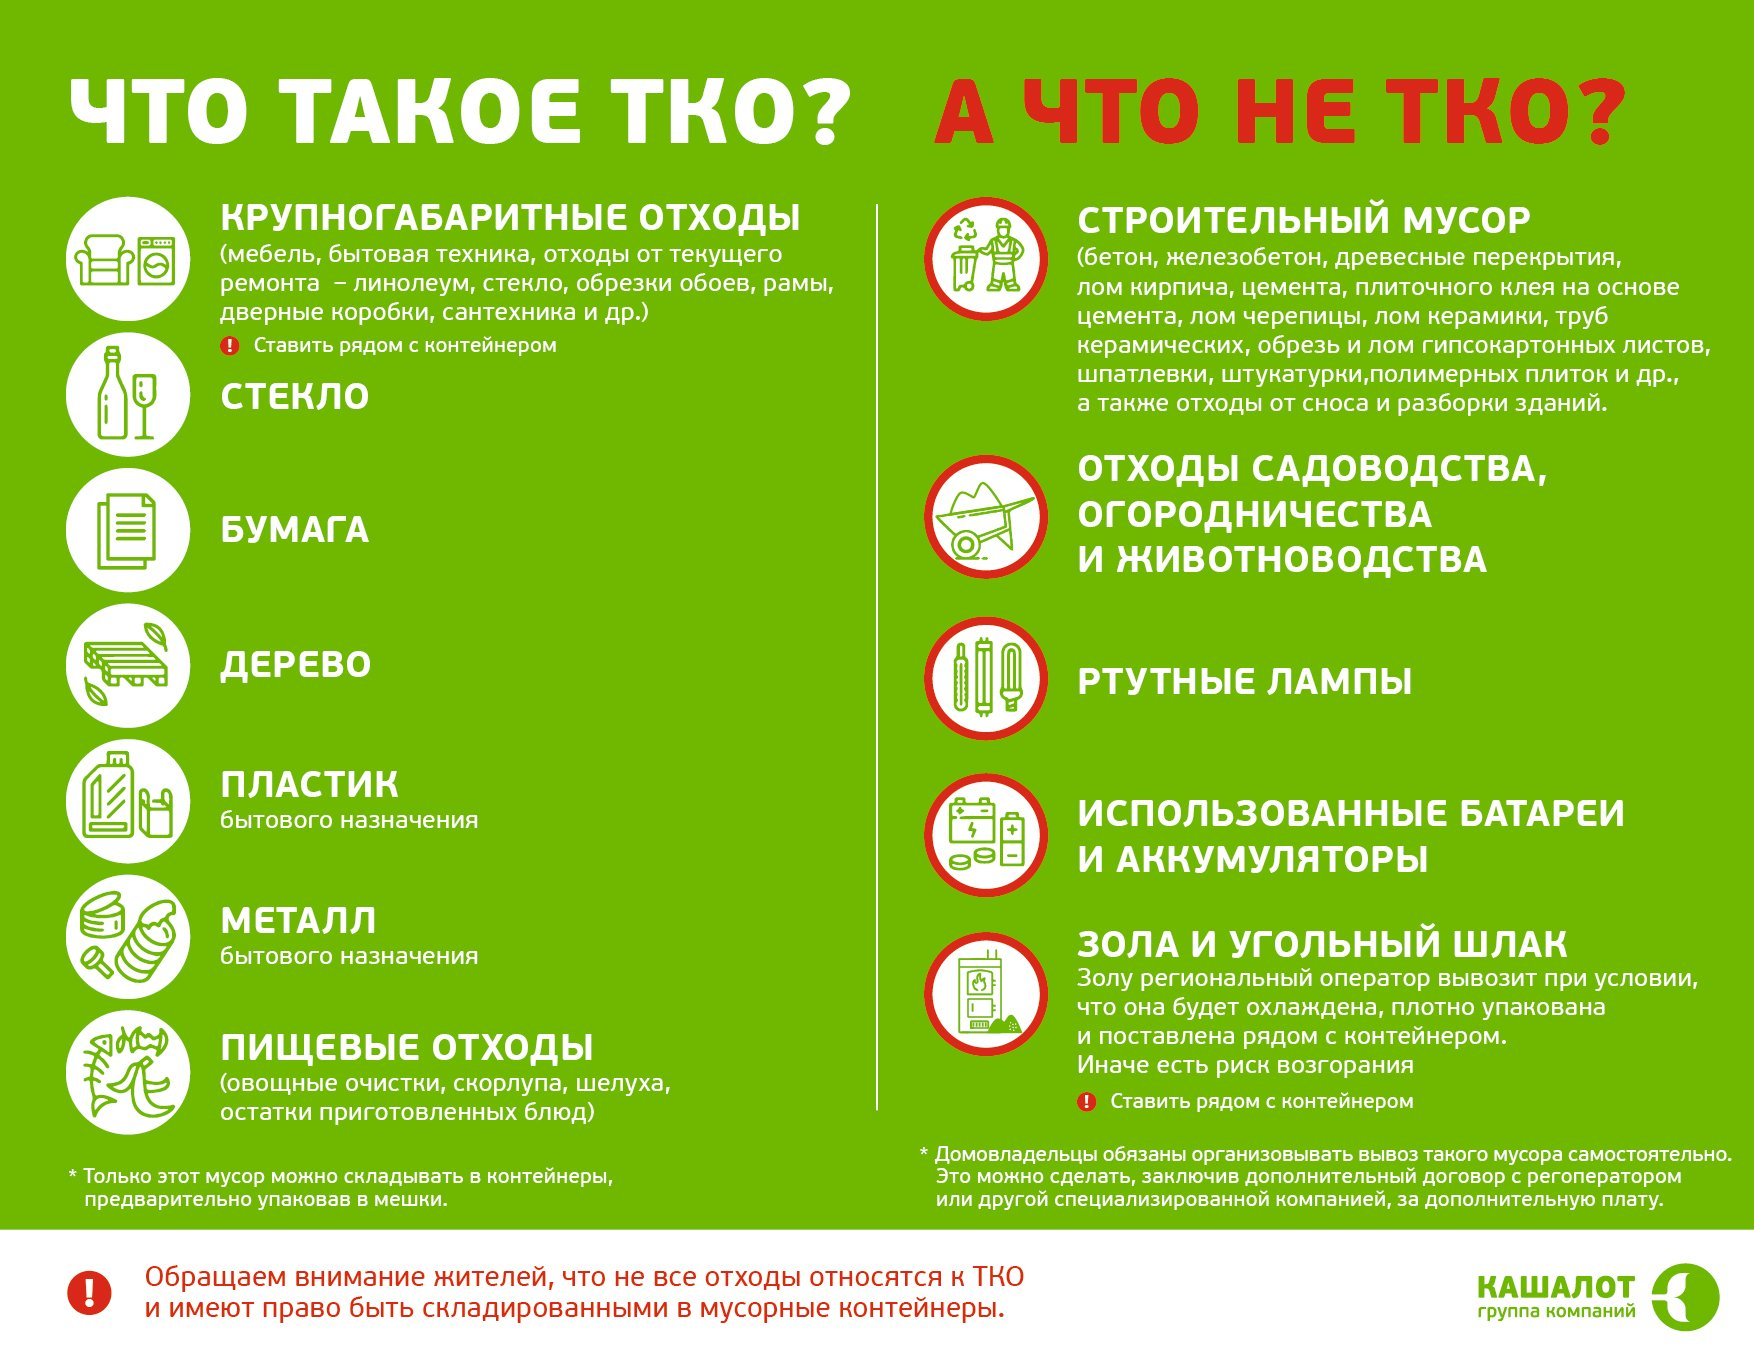 ЧТО ТАКОЕ ТКО?
КРУПНОГАБАРИТНЫЕ ОТХОДЫ
(мебель, бытовая техника, отходы от текущего
ремонта – линолеум, стекло, обрезки обоев, рамы,
дверные коробки, сантехника и др.)
! Ставить рядом с контейнером
СТЕКЛО
БУМАГА
ДЕРЕВО
ПЛАСТИК
бытового назначения
МЕТАЛЛ
бытового назначения
ПИЩЕВЫЕ ОТХОДЫ
(овощные очистки, скорлупа, шелуха,
остатки приготовленных блюд)
* Только этот мусор можно складывать в контейнеры,
предварительно упаковав в мешки.
А ЧТО НЕ ТКО?
СТРОИТЕЛЬНЫЙ МУСОР
(бетон, железобетон, древесные перекрытия,
лом кирпича, цемента, плиточного клея на основе
цемента, лом черепицы, лом керамики, труб
керамических, обрезь и лом гипсокартонных листов,
шпатлевки, штукатурки,полимерных плиток и др.,
а также отходы от сноса и разборки зданий.
ОТХОДЫ САДОВОДСТВА,
ОГОРОДНИЧЕСТВА
И ЖИВОТНОВОДСТВА
РТУТНЫЕ ЛАМПЫ
ИСПОЛЬЗОВАННЫЕ БАТАРЕИ
И АККУМУЛЯТОРЫ
ЗОЛА И УГОЛЬНЫЙ ШЛАК
Золу региональный оператор вывозит при условии,
что она будет охлаждена, плотно упакована
и поставлена рядом с контейнером.
Иначе есть риск возгорания
! Ставить рядом с контейнером
* Домовладельцы обязаны организовывать вывоз такого мусора самостоятельно.
Это можно сделать, заключив дополнительный договор с регоператором
или другой специализированной компанией, за дополнительную плату.
! Обращаем внимание жителей, что не все отходы относятся к ТКО
и имеют право быть складированными в мусорные контейнеры.
КАШАЛОТ
группа компаний